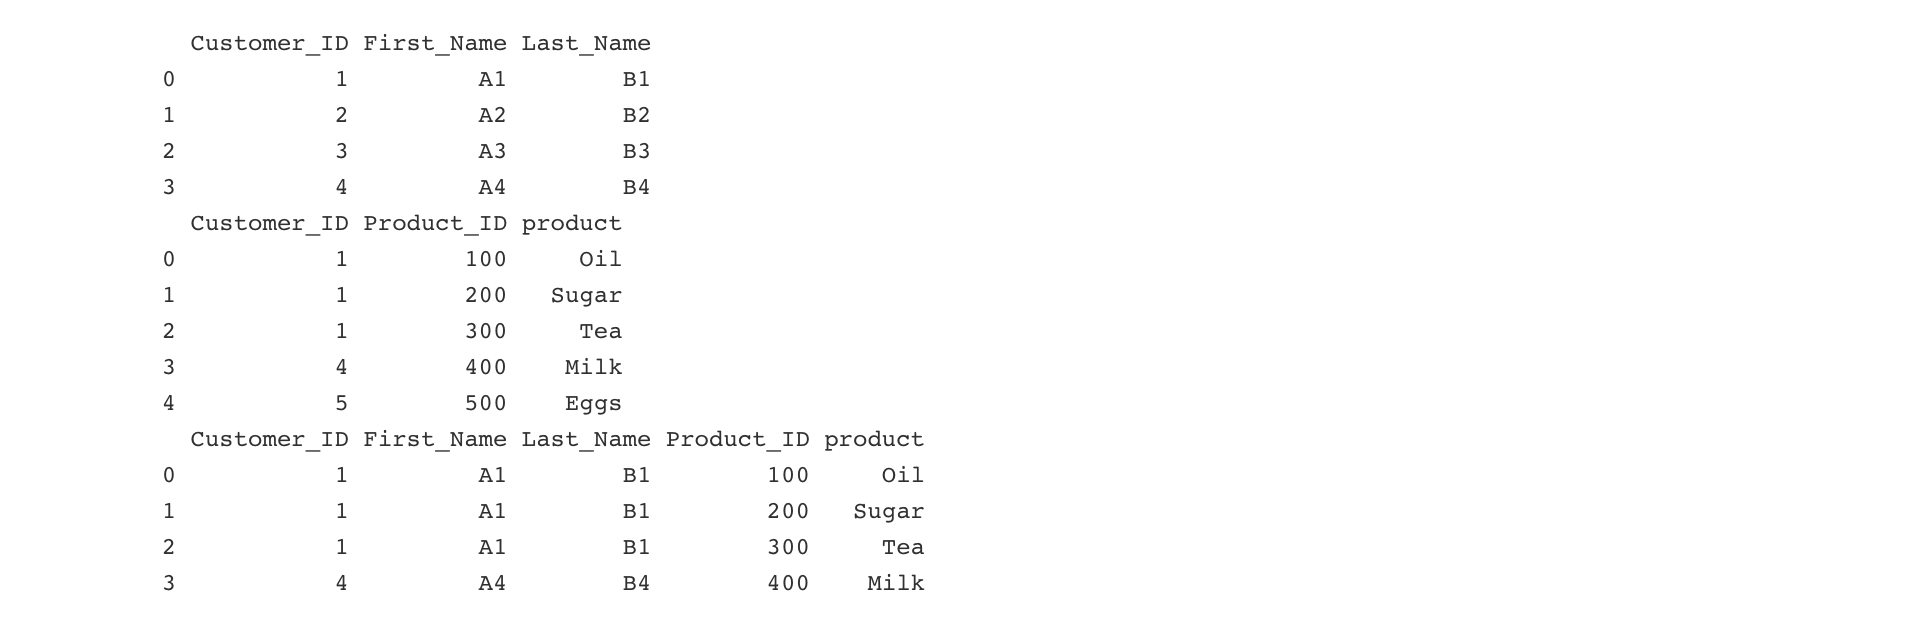 Customer_ID First_Name Last_Name
0 1 A1 B1
1 2 A2 B2
2 3 A3 B3
3 4 A4 B4
Customer_ID Product_ID product
0 1 100 Oil
1 1 200 Sugar
2 1 300 Tea
3 4 400 Milk
4 5 500 Eggs
Customer_ID First_Name Last_Name Product_ID product
0 1 A1 B1 100 Oil
1 1 A1 B1 200 Sugar
2 1 A1 B1 300 Tea
3 4 A4 B4 400 Milk